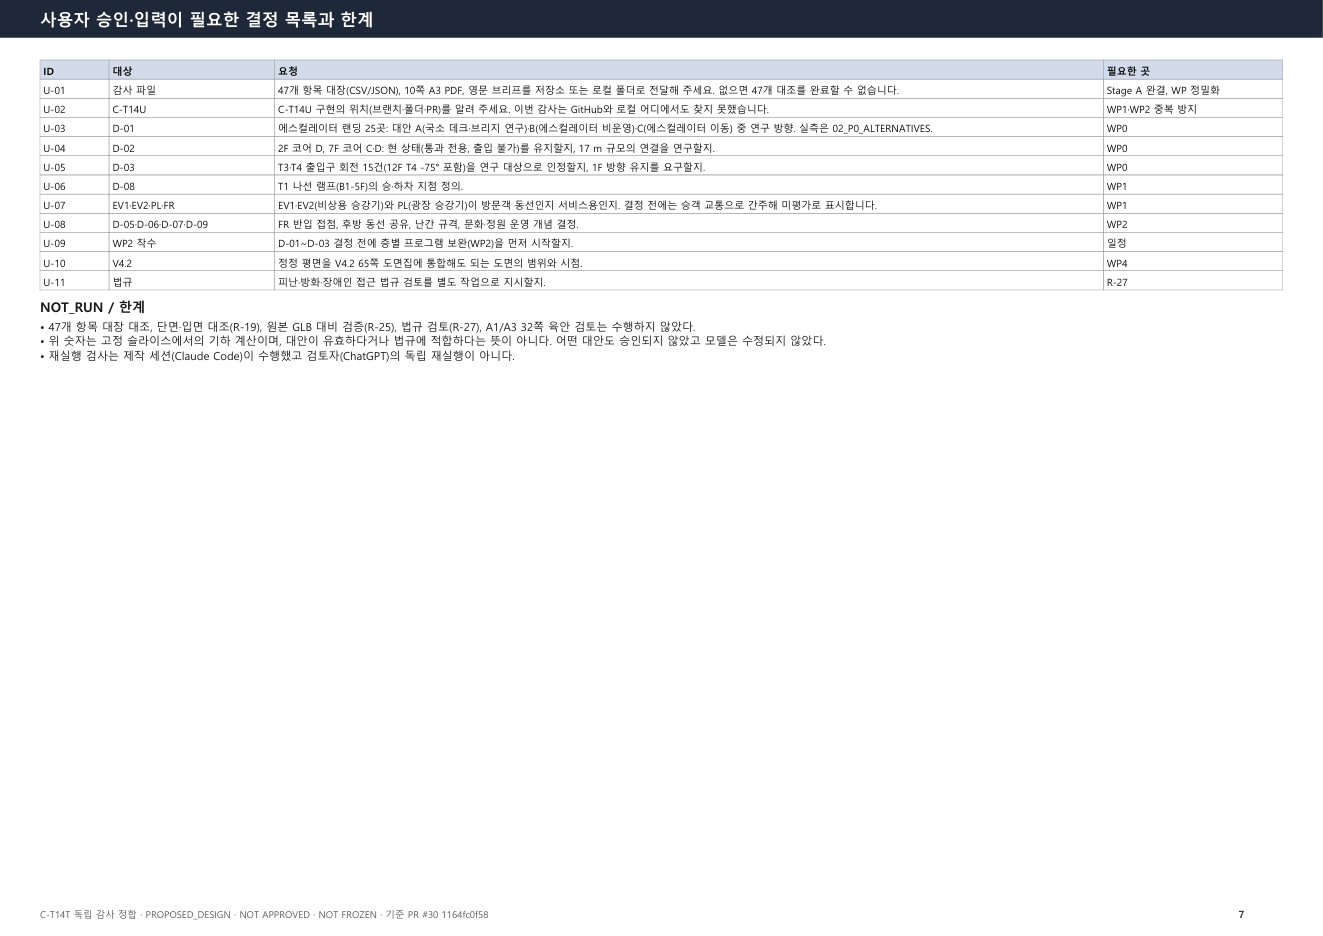 사용자 승인·입력이 필요한 결정 목록과 한계
ID 대상 요청 필요한 곳
U-01 감사 파일 47개 항목 대장(CSV/JSON), 10쪽 A3 PDF, 영문 브리프를 저장소 또는 로컬 폴더로 전달해 주세요. 없으면 47개 대조를 완료할 수 없습니다. Stage A 완결, WP 정밀화
U-02 C-T14U C-T14U 구현의 위치(브랜치·폴더·PR)를 알려 주세요. 이번 감사는 GitHub와 로컬 어디에서도 찾지 못했습니다. WP1·WP2 중복 방지
U-03 D-01 에스컬레이터 랜딩 25곳: 대안 A(국소 데크·브리지 연구)·B(에스컬레이터 비운영)·C(에스컬레이터 이동) 중 연구 방향. 실측은 02_P0_ALTERNATIVES. WP0
U-04 D-02 2F 코어 D, 7F 코어 C·D: 현 상태(통과 전용, 출입 불가)를 유지할지, 17 m 규모의 연결을 연구할지. WP0
U-05 D-03 T3·T4 출입구 회전 15건(12F T4 -75° 포함)을 연구 대상으로 인정할지, 1F 방향 유지를 요구할지. WP0
U-06 D-08 T1 나선 램프(B1-5F)의 승·하차 지점 정의. WP1
U-07 EV1·EV2·PL·FR EV1·EV2(비상용 승강기)와 PL(광장 승강기)이 방문객 동선인지 서비스용인지. 결정 전에는 승객 교통으로 간주해 미평가로 표시합니다. WP1
U-08 D-05·D-06·D-07·D-09 FR 반입 접점, 후방 동선 공유, 난간 규격, 문화·정원 운영 개념 결정. WP2
U-09 WP2 착수 D-01~D-03 결정 전에 층별 프로그램 보완(WP2)을 먼저 시작할지. 일정
U-10 V4.2 정정 평면을 V4.2 65쪽 도면집에 통합해도 되는 도면의 범위와 시점. WP4
U-11 법규 피난·방화·장애인 접근 법규 검토를 별도 작업으로 지시할지. R-27
NOT_RUN / 한계
• 47개 항목 대장 대조, 단면·입면 대조(R-19), 원본 GLB 대비 검증(R-25), 법규 검토(R-27), A1/A3 32쪽 육안 검토는 수행하지 않았다.
• 위 숫자는 고정 슬라이스에서의 기하 계산이며, 대안이 유효하다거나 법규에 적합하다는 뜻이 아니다. 어떤 대안도 승인되지 않았고 모델은 수정되지 않았다.
• 재실행 검사는 제작 세션(Claude Code)이 수행했고 검토자(ChatGPT)의 독립 재실행이 아니다.
C-T14T 독립 감사 정합 · PROPOSED_DESIGN · NOT APPROVED · NOT FROZEN · 기준 PR #30 1164fc0f58 7